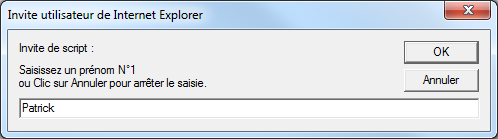 Invite utilisateur de Internet Explorer
Invite de script :
OK
Saisissez un prénom N°1
ou Clic sur Annuler pour arrêter le saisie.
Annuler
Patrick